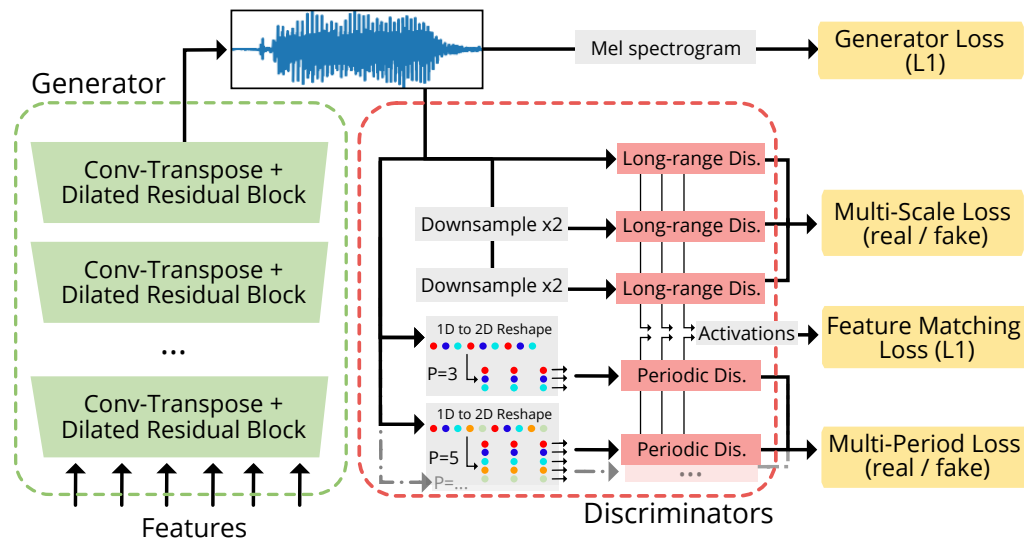 Mel spectrogram
Generator Loss
(L1)
Generator
Conv-Transpose +
Dilated Residual Block
Conv-Transpose +
Dilated Residual Block
...
Conv-Transpose +
Dilated Residual Block
Features
Long-range Dis.
Downsample x2
Long-range Dis.
Downsample x2
Long-range Dis.
Multi-Scale Loss
(real / fake)
1D to 2D Reshape
P=3
Activations
Feature Matching
Loss (L1)
Periodic Dis.
1D to 2D Reshape
P=5
Periodic Dis.
...
P=...
Multi-Period Loss
(real / fake)
Discriminators